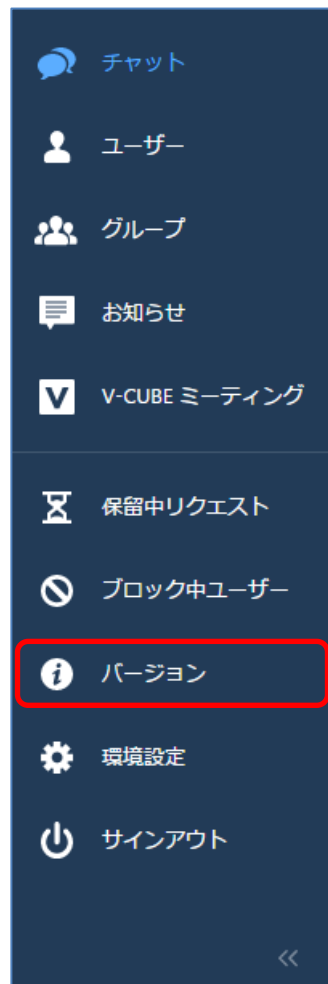 チャット
ユーザー
グループ
お知らせ
V-CUBE ミーティング
保留中リクエスト
ブロック中ユーザー
バージョン
環境設定
サインアウト